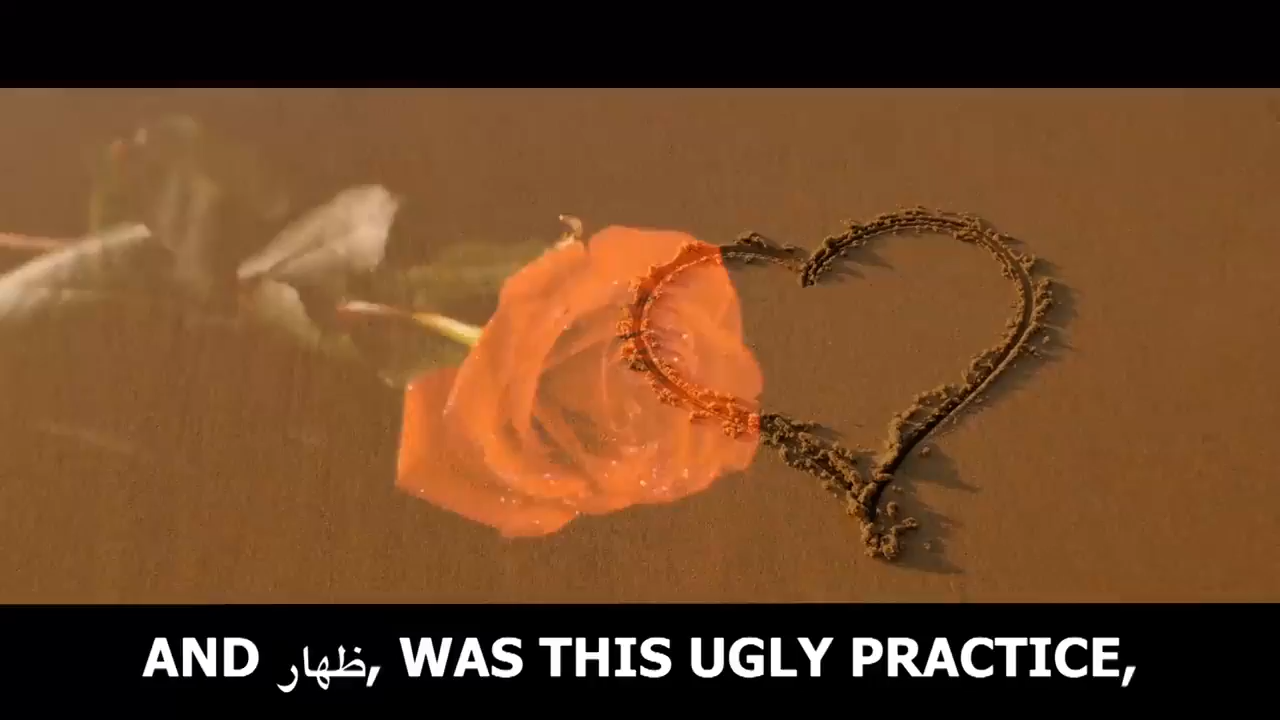 AND ظهار, WAS THIS UGLY PRACTICE,